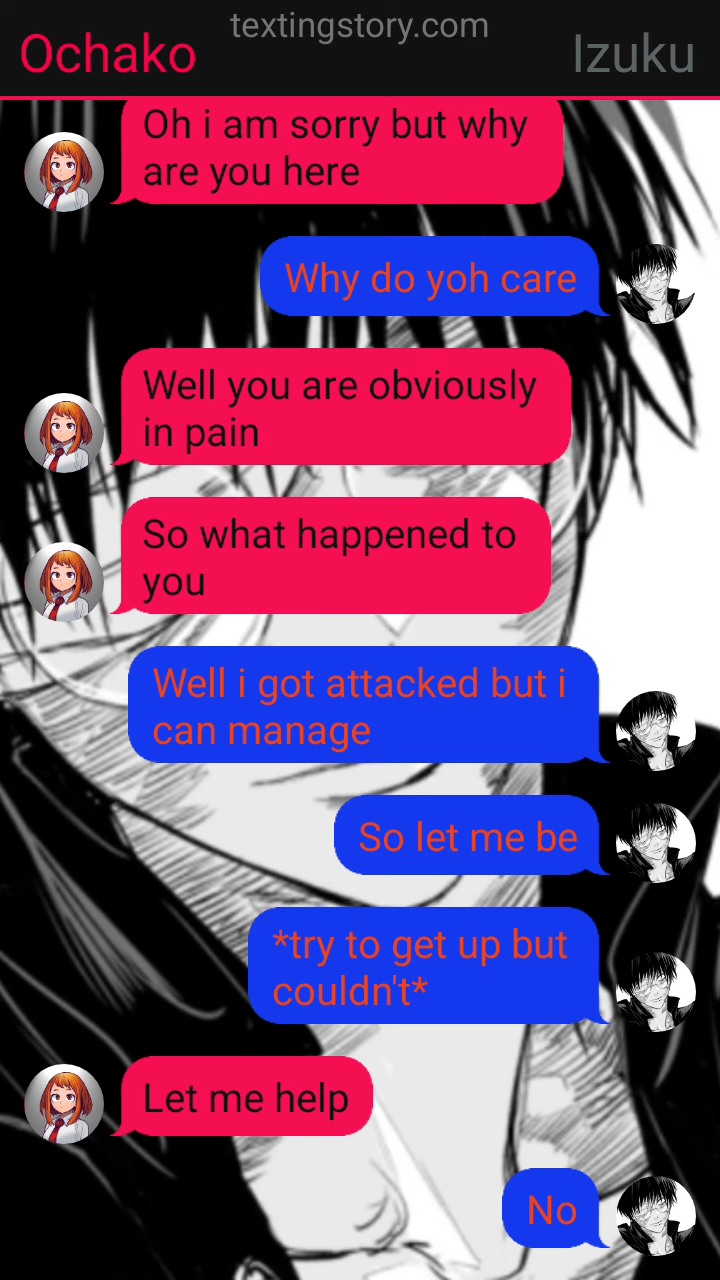 textingstory.com
Ochako
Izuku
Oh i am sorry but why
are you here
Why do yoh care
Well you are obviously
in pain
So what happened to
you
Well i got attacked but i
can manage
So let me be
*try to get up but
couldn't*
Let me help
No